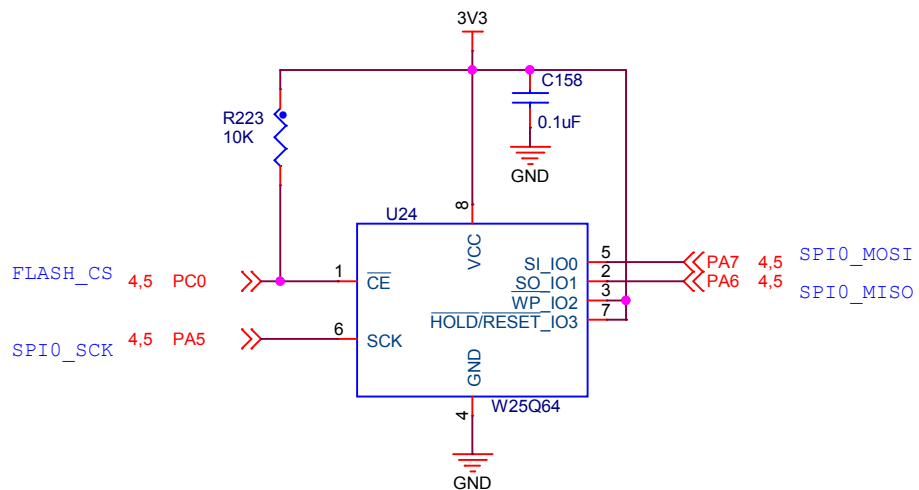 3V3
C158
0.1uF
GND
R223
10K
U24
8
VCC
FLASH_CS 4,5 PC0
1
CE
SPI0_SCK 4,5 PA5
6
SCK
SI_IO0
5
PA7 4,5 SPI0_MOSI
SO_IO1
2
PA6 4,5 SPI0_MISO
WP_IO2
3
HOLD/RESET_IO3
7
GND
4
W25Q64
GND